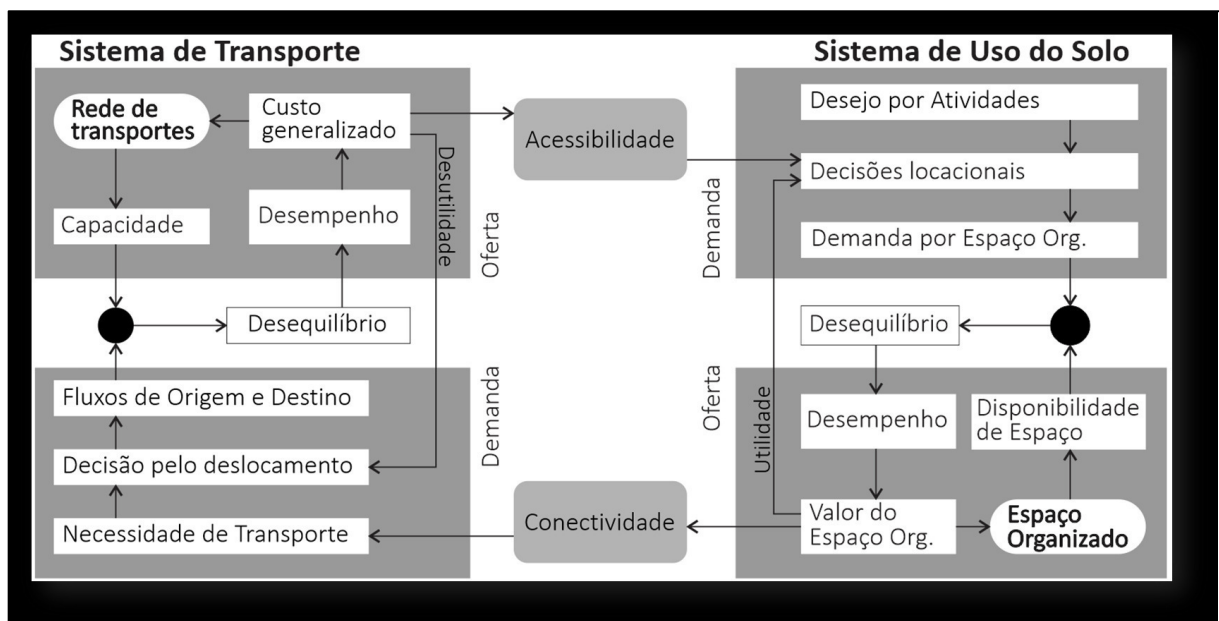 Sistema de Transporte
Rede de
transportes
Custo
generalizado
Capacidade
Desempenho
Desutilidade
Oferta
Desequilíbrio
Fluxos de Origem e Destino
Decisão pelo deslocamento
Necessidade de Transporte
Demanda
Acessibilidade
Conectividade
Sistema de Uso do Solo
Desejo por Atividades
Decisões locacionais
Demanda por Espaço Org.
Demanda
Desequilíbrio
Oferta
Utilidade
Desempenho
Disponibilidade
de Espaço
Valor do
Espaço Org.
Espaço
Organizado